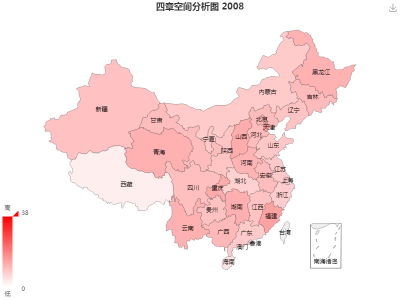 四章空间分析图 2008
黑龙江
内蒙古
吉林
新疆
辽宁
甘肃
北京
天津
宁夏
山西
河北
青海
山东
陕西
河南
江苏
西藏
安徽
上海
四川
重庆
湖北
浙江
贵州
湖南
江西
云南
福建
广西
广东
台湾
澳门
香港
海南
南海诸岛
高
38
0
低